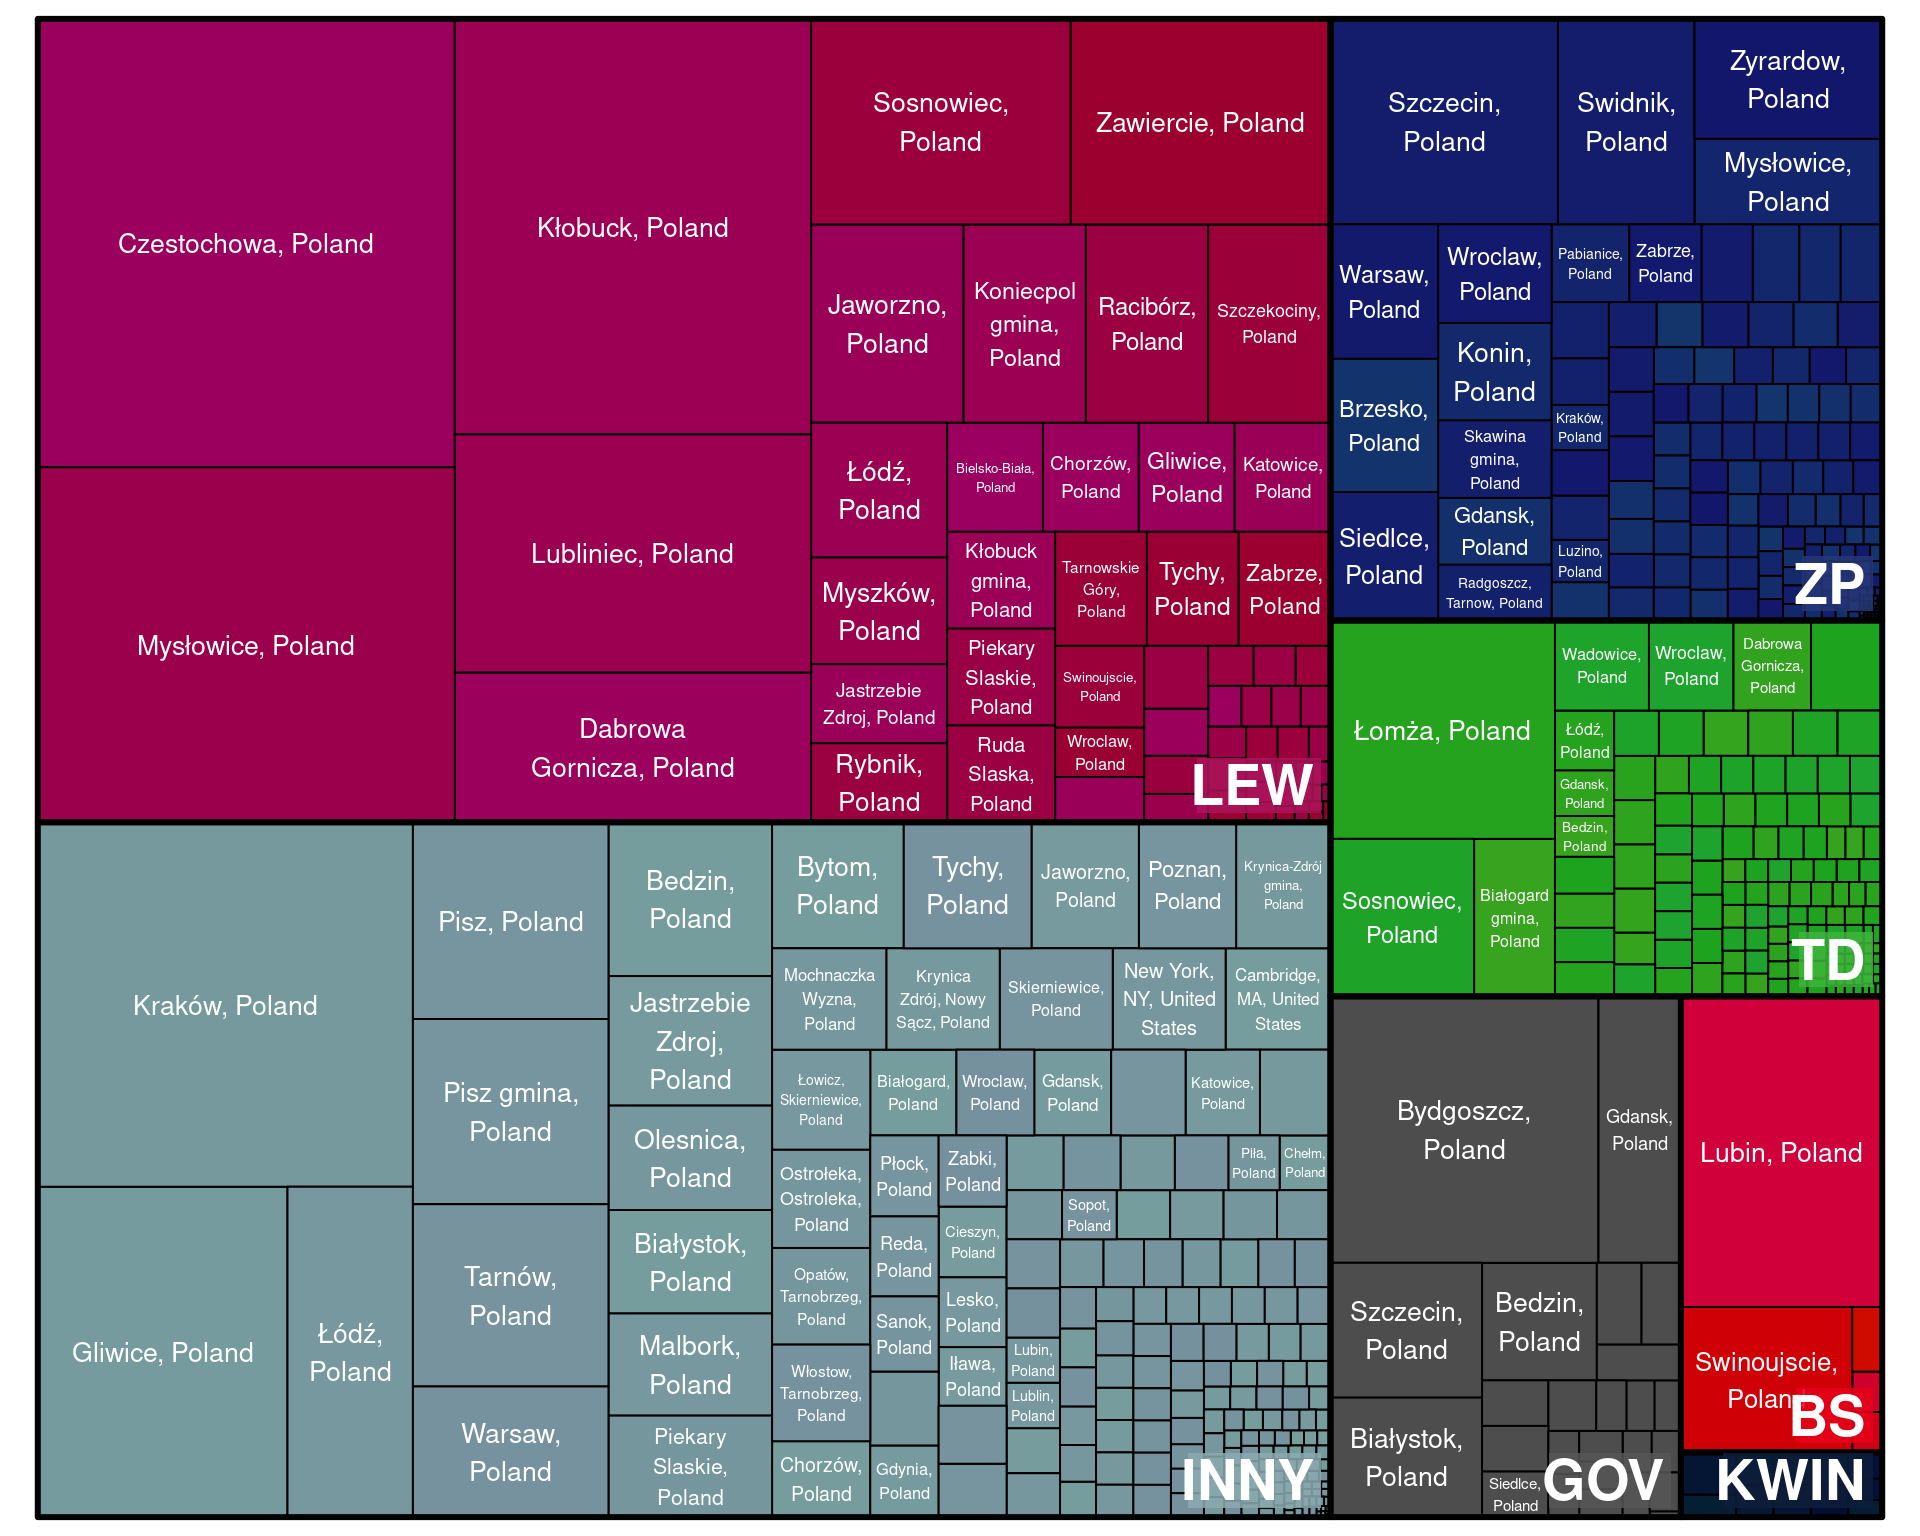 Czestochowa, Poland
Mysłowice, Poland
Kłobuck, Poland
Lubliniec, Poland
Dabrowa
Gornicza, Poland
Sosnowiec,
Poland
Zawiercie, Poland
Jaworzno,
Poland
Koniecpol
gmina,
Poland
Racibórz,
Poland
Szczekociny,
Poland
Łódź,
Poland
Myszków,
Poland
Jastrzebie
Zdroj, Poland
Rybnik,
Poland
Bielsko-Biała,
Poland
Chorzów,
Poland
Gliwice,
Poland
Katowice,
Poland
Kłobuck
gmina,
Poland
Piekary
Slaskie,
Poland
Ruda
Slaska,
Poland
Tarnowskie
Góry,
Poland
Tychy,
Poland
Zabrze,
Poland
Swinoujscie,
Poland
Wroclaw,
Poland
LEW
Szczecin,
Poland
Swidnik,
Poland
Zyrardow,
Poland
Mysłowice,
Poland
Warsaw,
Poland
Brzesko,
Poland
Siedlce,
Poland
Wroclaw,
Poland
Konin,
Poland
Skawina
gmina,
Poland
Gdansk,
Poland
Radgoszcz,
Tarnow, Poland
Pabianice,
Poland
Zabrze,
Poland
Kraków,
Poland
Luzino,
Poland
ZP
Łomża, Poland
Sosnowiec,
Poland
Białogard
gmina,
Poland
Wadowice,
Poland
Wroclaw,
Poland
Dabrowa
Gornicza,
Poland
Łódź,
Poland
Gdansk,
Poland
Bedzin,
Poland
TD
Kraków, Poland
Gliwice, Poland
Łódź,
Poland
Pisz, Poland
Pisz gmina,
Poland
Tarnów,
Poland
Warsaw,
Poland
Bedzin,
Poland
Jastrzebie
Zdroj,
Poland
Olesnica,
Poland
Białystok,
Poland
Malbork,
Poland
Piekary
Slaskie,
Poland
Bytom,
Poland
Tychy,
Poland
Jaworzno,
Poland
Poznan,
Poland
Krynica-Zdrój
gmina,
Poland
Mochnaczka
Wyzna,
Poland
Krynica
Zdrój, Nowy
Sącz, Poland
Skierniewice,
Poland
New York,
NY, United
States
Cambridge,
MA, United
States
Łowicz,
Skierniewice,
Poland
Ostrołeka,
Ostroleka,
Poland
Opatów,
Tarnobrzeg,
Poland
Włostow,
Tarnobrzeg,
Poland
Chorzów,
Poland
Białogard,
Poland
Wroclaw,
Poland
Gdansk,
Poland
Katowice,
Poland
Płock,
Poland
Reda,
Poland
Sanok,
Poland
Gdynia,
Poland
Zabki,
Poland
Cieszyn,
Poland
Lesko,
Poland
Iława,
Poland
Piła,
Poland
Chełm,
Poland
Sopot,
Poland
Lubin,
Poland
Lublin,
Poland
INNY
Bydgoszcz,
Poland
Gdansk,
Poland
Szczecin,
Poland
Białystok,
Poland
Bedzin,
Poland
Siedlce,
Poland
GOV
Lubin, Poland
Swinoujscie,
Poland
BS
KWIN